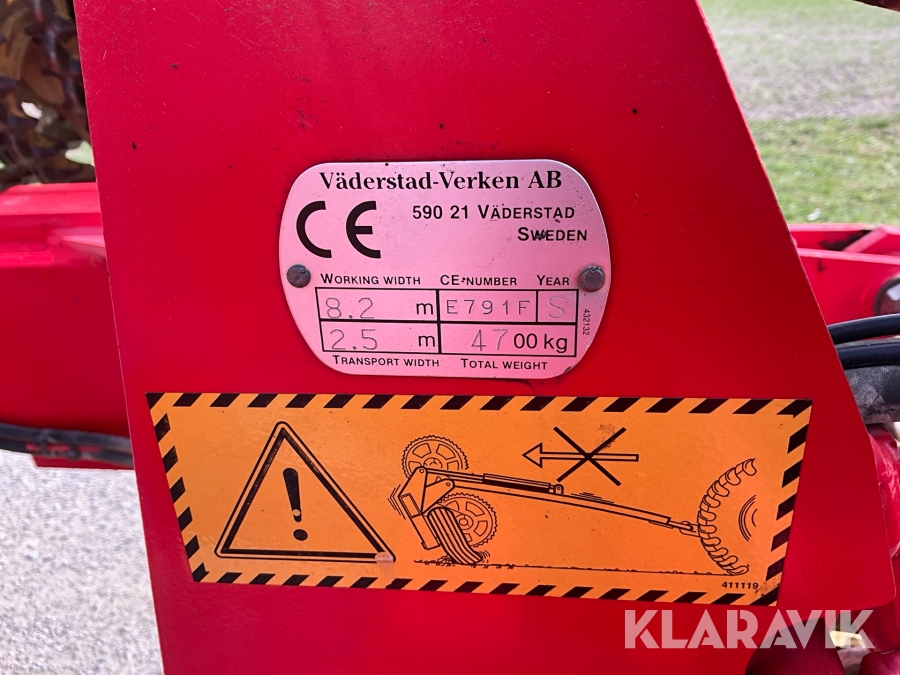 Väderstad-Verken AB
CE
590 21 VÄDERSTAD
SWEDEN
WORKING WIDTH CE-NUMBER YEAR
8.2 m E791F S
2.5 m 4700 kg
TRANSPORT WIDTH TOTAL WEIGHT
432132
411119
KLARAVIK